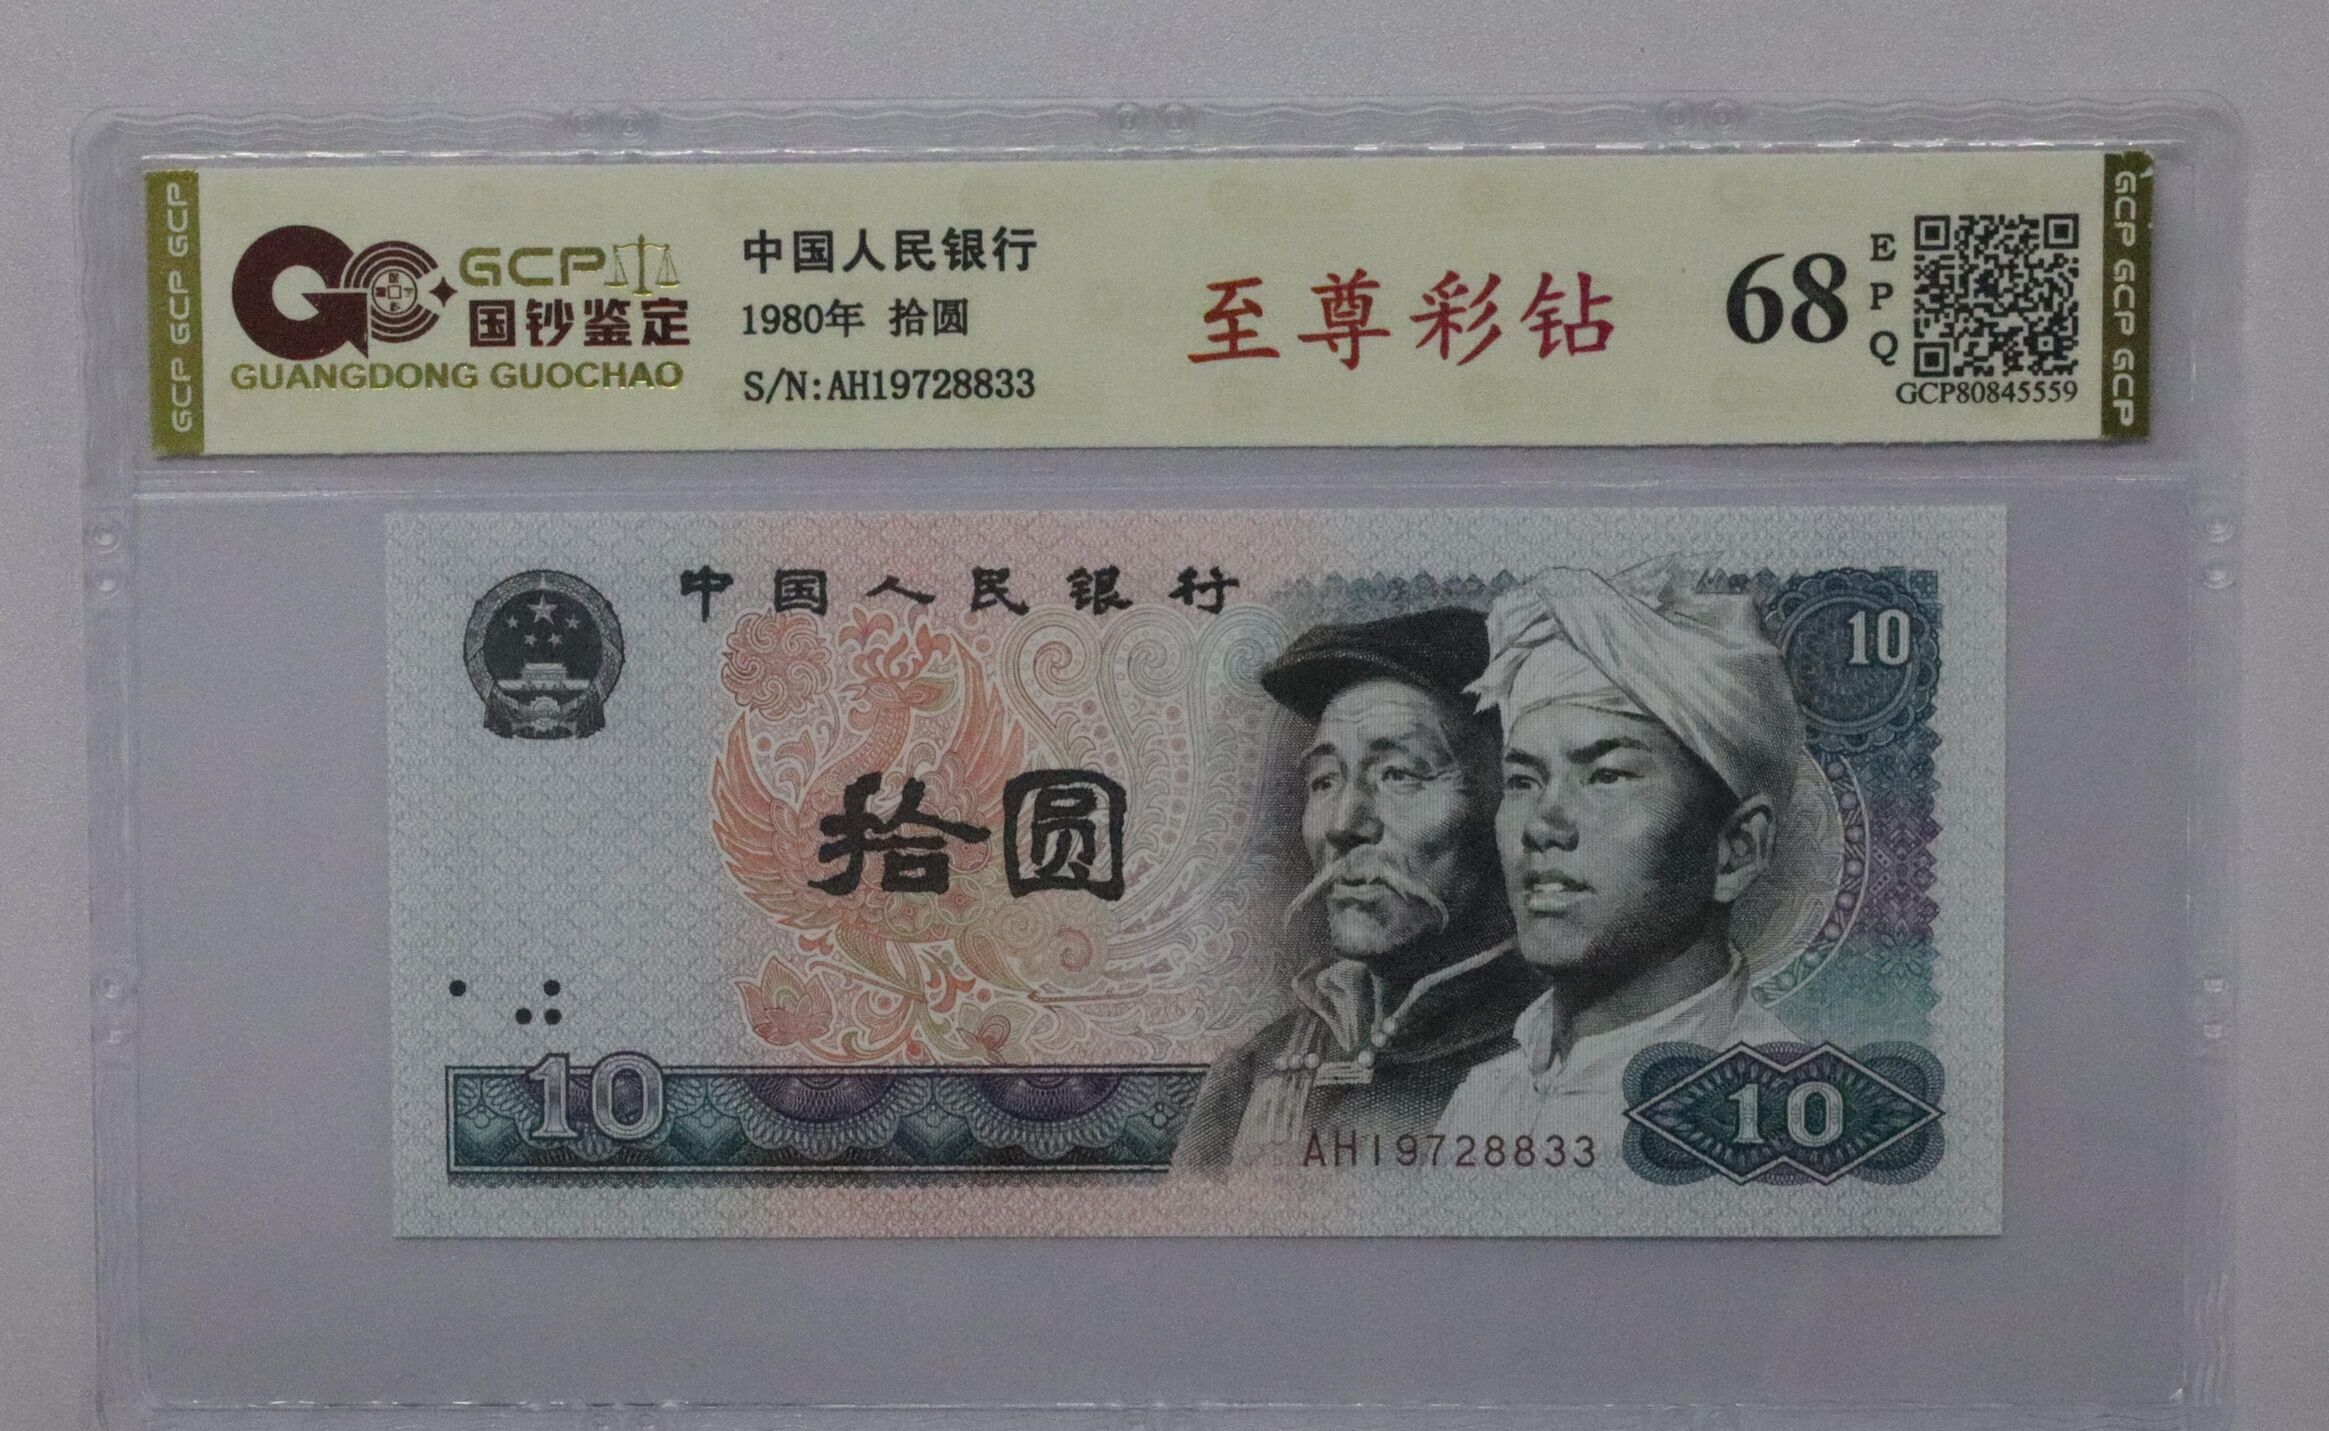 GCP GCP GCP
GCP
国钞鉴定
GUANGDONG GUOCHAO
中国人民银行
1980年 拾圆
S/N:AH19728833
至尊彩钻
68
EPQ
GCP80845559
GCP GCP GCP
中国人民银行
10
拾圆
10
AH19728833
10